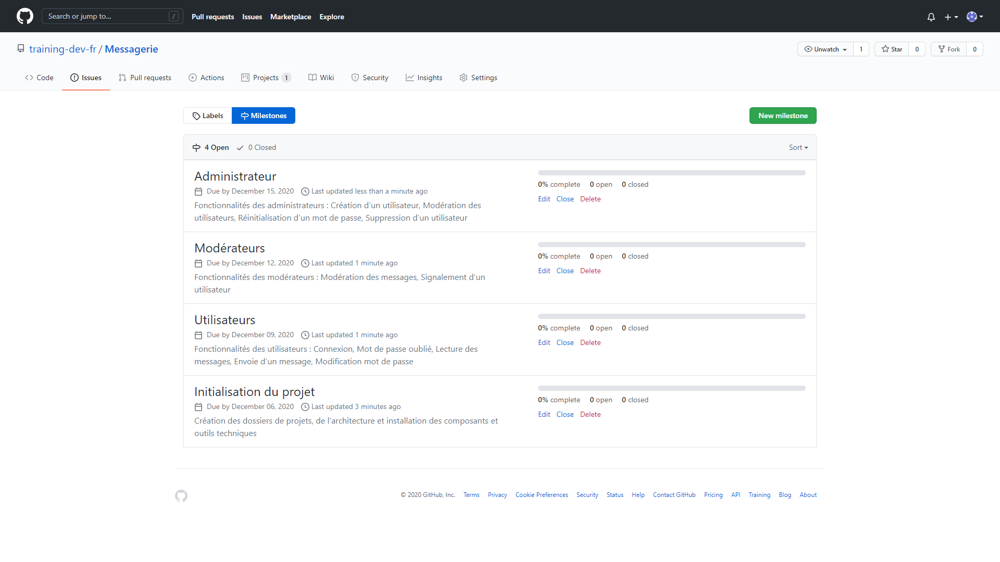 Search or jump to... /
Pull requests Issues Marketplace Explore
training-dev-fr / Messagerie
Unwatch 1 Star 0 Fork 0
Code Issues Pull requests Actions Projects 1 Wiki Security Insights Settings
Labels Milestones
New milestone
4 Open 0 Closed
Sort
Administrateur
Due by December 15, 2020 Last updated less than a minute ago
Fonctionnalités des administrateurs : Création d’un utilisateur, Modération des
utilisateurs, Réinitialisation d’un mot de passe, Suppression d’un utilisateur
0% complete 0 open 0 closed
Edit Close Delete
Modérateurs
Due by December 12, 2020 Last updated 1 minute ago
Fonctionnalités des modérateurs : Modération des messages, Signalement d’un
utilisateur
0% complete 0 open 0 closed
Edit Close Delete
Utilisateurs
Due by December 09, 2020 Last updated 1 minute ago
Fonctionnalités des utilisateurs : Connexion, Mot de passe oublié, Lecture des
messages, Envoie d’un message, Modification mot de passe
0% complete 0 open 0 closed
Edit Close Delete
Initialisation du projet
Due by December 06, 2020 Last updated 3 minutes ago
Création des dossiers de projets, de l'architecture et installation des composants et
outils techniques
0% complete 0 open 0 closed
Edit Close Delete
© 2020 GitHub, Inc. Terms Privacy Cookie Preferences Security Status Help Contact GitHub Pricing API Training Blog About